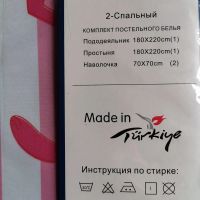 2-Спальный
КОМПЛЕКТ ПОСТЕЛЬНОГО БЕЛЬЯ
Пододеяльник 180X220cm(1)
Простыня 180X220cm(1)
Наволочка 70X70cm (2)
Made in
Türkiye
Инструкция по стирке: